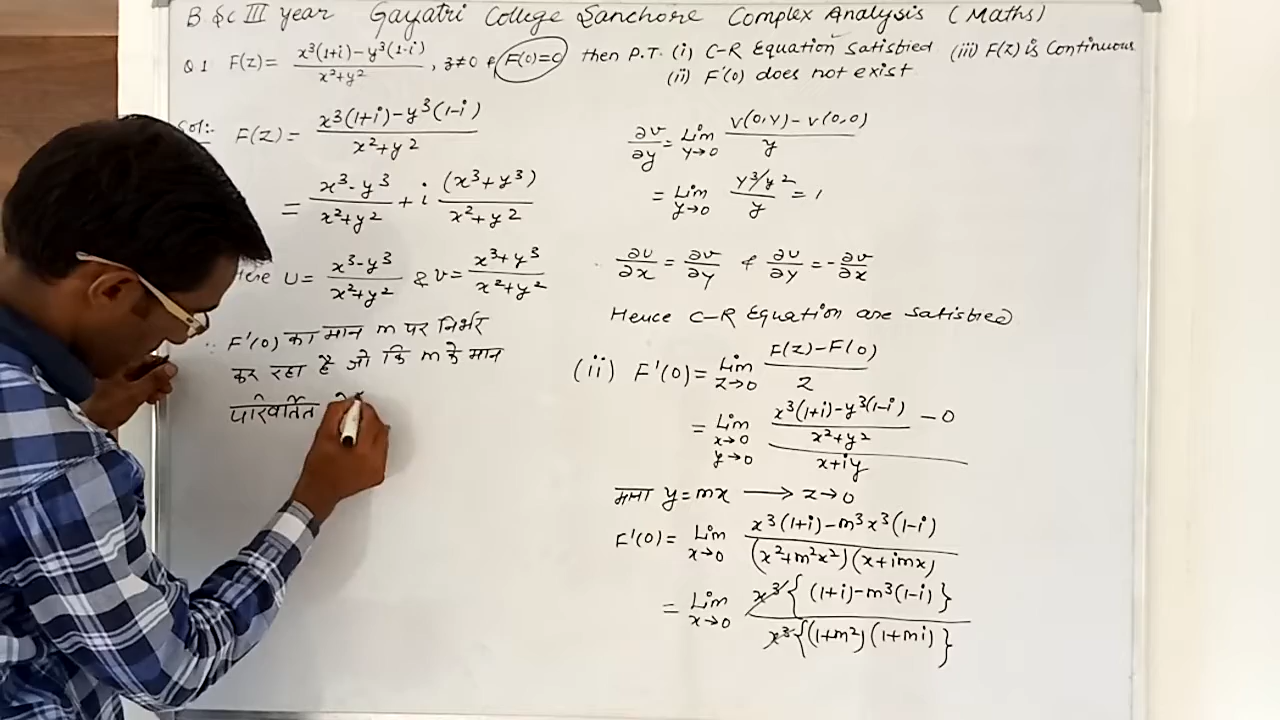 B Sc III year Gayatri College Sanchore Complex Analysis (Maths)
Q 1 F(z) = x³(1+i) - y³(1-i) / x²+y² , z≠0 & F(0)=0 then P.T. (i) C-R Equation Satisfied (iii) F(z) is Continuous
(ii) F'(0) does not exist
Sol:- F(z) = x³(1+i) - y³(1-i) / x²+y²
= x³-y³ / x²+y² + i (x³+y³) / x²+y²
Here U = x³-y³ / x²+y² & v = x³+y³ / x²+y²
∵ F'(0) का मान m पर निर्भर
कर रहा है जो कि m के मान
परिवर्तित
∂v/∂y = Lim y→0 v(0,y) - v(0,0) / y
= Lim y→0 y³/y² / y = 1
∂u/∂x = ∂v/∂y & ∂u/∂y = -∂v/∂x
Hence C-R Equation are satisfied
(ii) F'(0) = Lim z→0 F(z) - F(0) / z
= Lim x→0 y→0 x³(1+i) - y³(1-i) / x²+y² - 0 / x+iy
माना y = mx ⟶ z→0
F'(0) = Lim x→0 x³(1+i) - m³x³(1-i) / (x²+m²x²)(x+imx)
= Lim x→0 x³{(1+i) - m³(1-i)} / x³{(1+m²)(1+mi)}